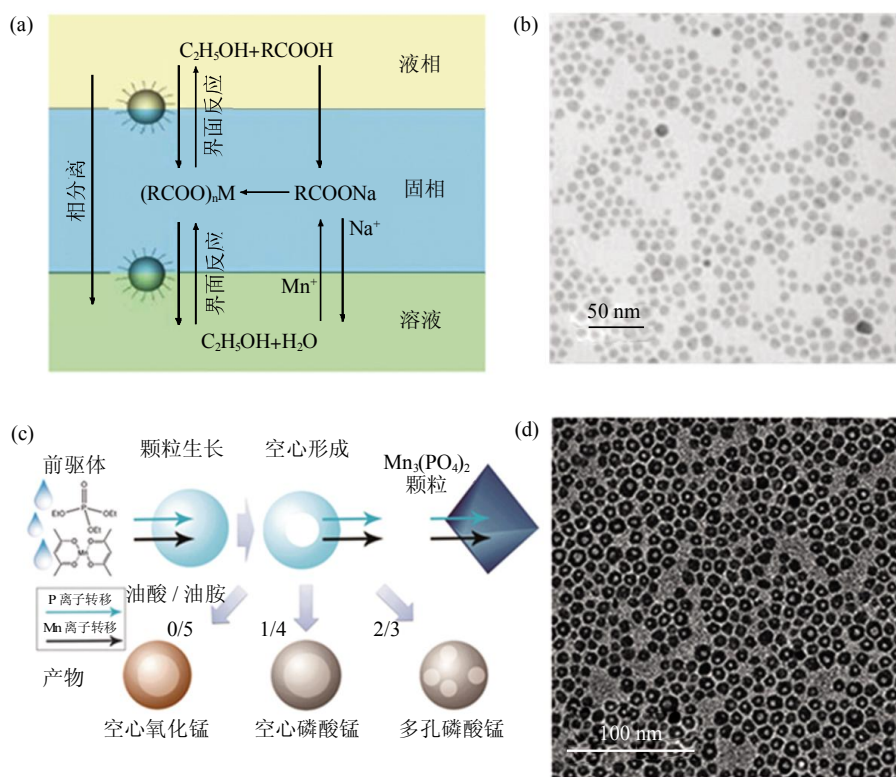 (a)
C₂H₅OH+RCOOH
液相
界面反应
相分离
(RCOO)ₙM
RCOONa
固相
Na⁺
界面反应
Mn⁺
溶液
C₂H₅OH+H₂O
(b)
50 nm
(c)
前驱体
颗粒生长
空心形成
Mn₃(PO₄)₂
颗粒
O
EtO
P
OEt
OEt
O
O
Mn
O
O
P 离子转移
Mn 离子转移
油酸 / 油胺
0/5
1/4
2/3
产物
空心氧化锰
空心磷酸锰
多孔磷酸锰
(d)
100 nm